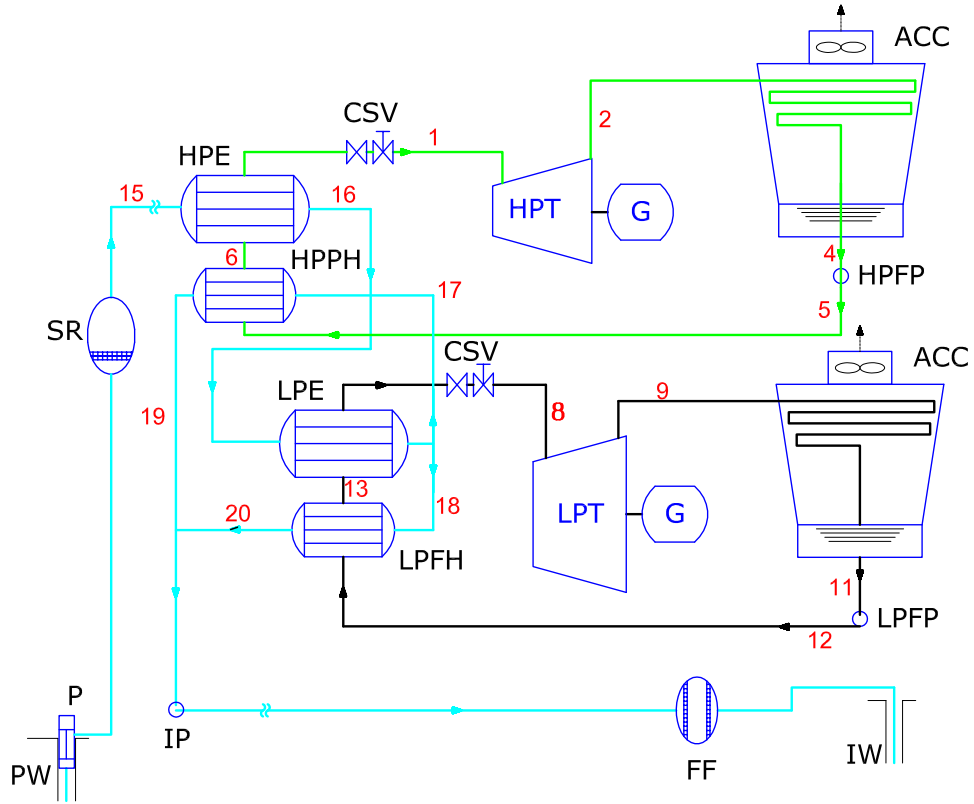 ACC
CSV
1
2
HPE
15
16
HPT
G
6
HPPH
4
HPFP
17
5
SR
CSV
ACC
LPE
19
8
9
13
18
20
LPT
G
LPFH
11
LPFP
12
P
IP
PW
FF
IW